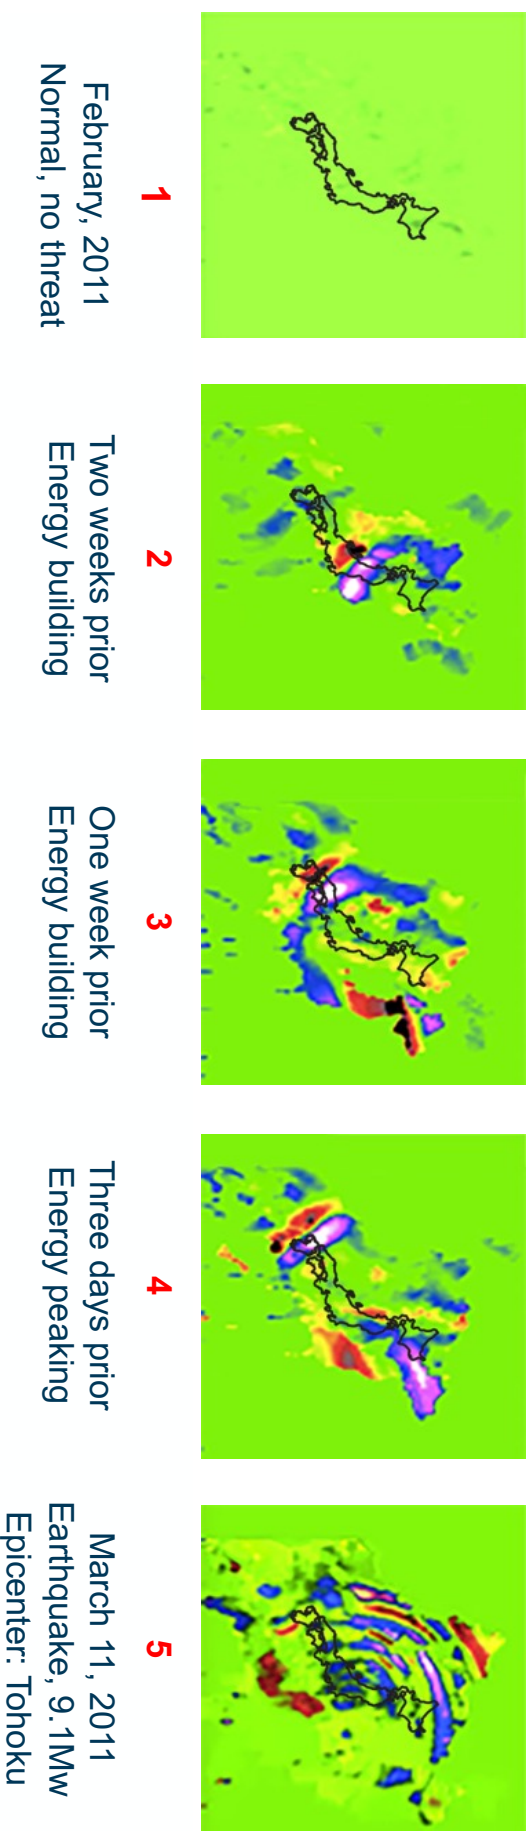 1
February, 2011
Normal, no threat
2
Two weeks prior
Energy building
3
One week prior
Energy building
4
Three days prior
Energy peaking
5
March 11, 2011
Earthquake, 9.1Mw
Epicenter: Tohoku